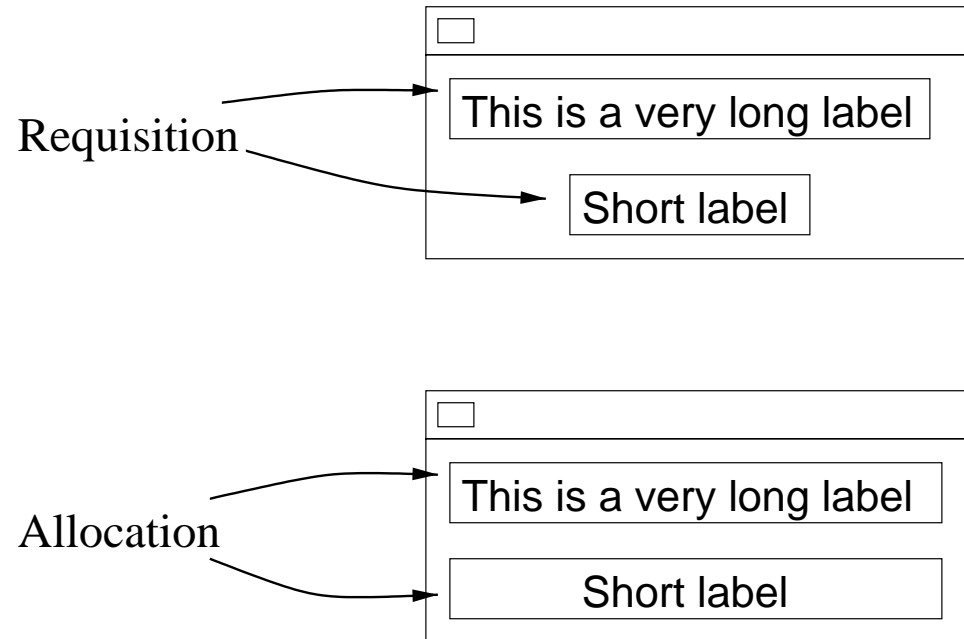 Requisition
This is a very long label
Short label
Allocation
This is a very long label
Short label